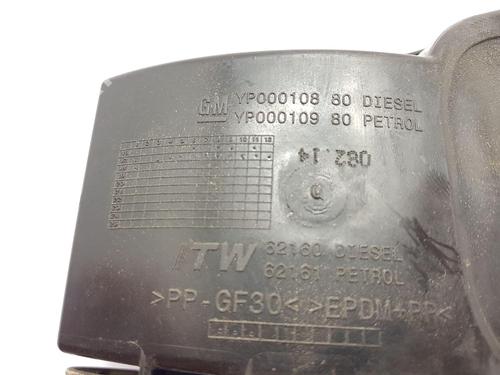 GM YP000108 80 DIESEL
YP000109 80 PETROL
082.14
ITW 62160 DIESEL
62161 PETROL
>PP-GF30< >EPDM+PP<